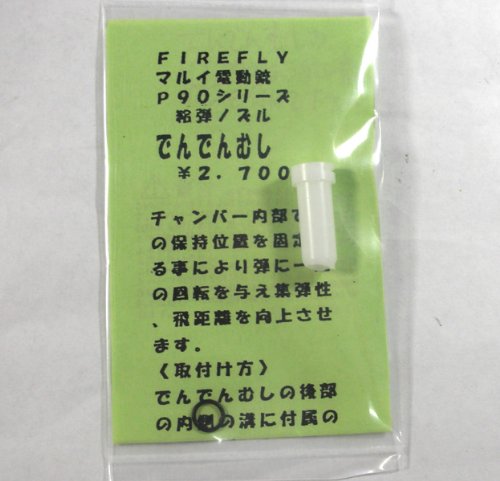 ＦＩＲＥＦＬＹ
マルイ電動銃
Ｐ９０シリーズ
給弾ノズル
でんでんむし
￥２．７００
チャンバー内部で
の保持位置を固定
る事により弾に一
の回転を与え集弾性
、飛距離を向上させ
ます。
〈取付け方〉
でんでんむしの後部
の内側の溝に付属の